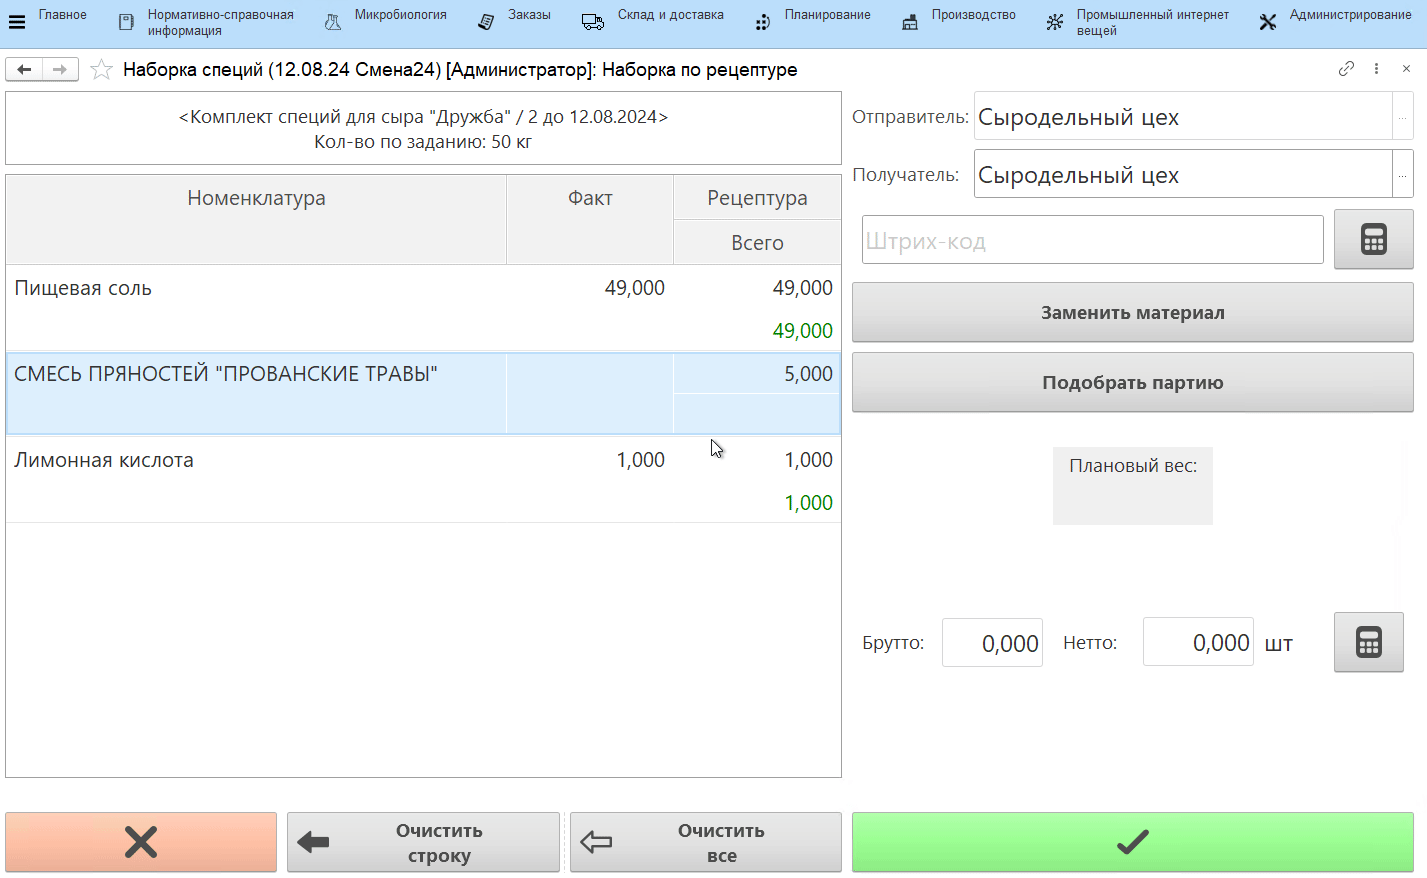 Главное
Нормативно-справочная
информация
Микробиология
Заказы
Склад и доставка
Планирование
Производство
Промышленный интернет
вещей
Администрирование
Наборка специй (12.08.24 Смена24) [Администратор]: Наборка по рецептуре
<Комплект специй для сыра "Дружба" / 2 до 12.08.2024>
Кол-во по заданию: 50 кг
Отправитель: Сыродельный цех ...
Получатель: Сыродельный цех ...
Штрих-код
Заменить материал
Подобрать партию
Номенклатура Факт Рецептура
Всего
Пищевая соль 49,000 49,000
49,000
СМЕСЬ ПРЯНОСТЕЙ "ПРОВАНСКИЕ ТРАВЫ" 5,000
Лимонная кислота 1,000 1,000
1,000
Плановый вес:
Брутто: 0,000 Нетто: 0,000 шт
Очистить
строку
Очистить
все